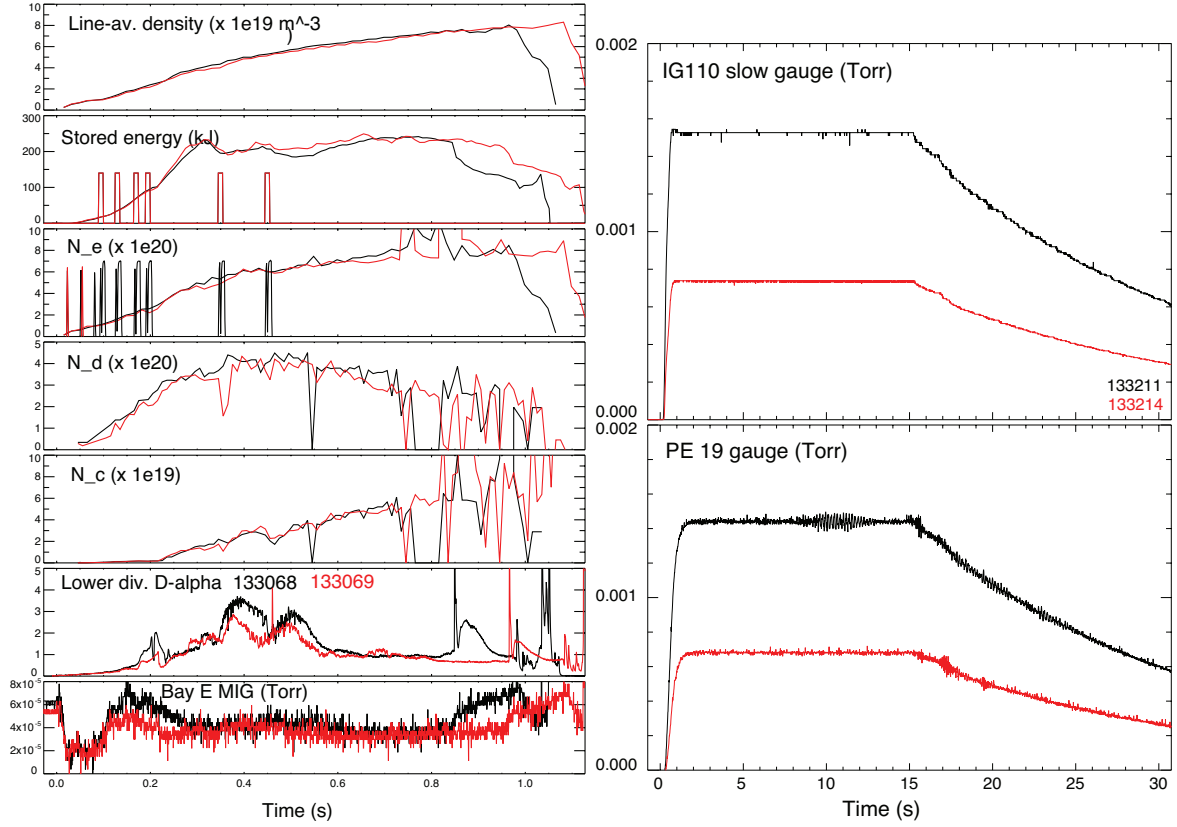 Line-av. density (x 1e19 m^-3
)
10
8
6
4
2
0
Stored energy (kJ)
300
200
100
0
N_e (x 1e20)
10
8
6
4
2
0
N_d (x 1e20)
5
4
3
2
1
0
N_c (x 1e19)
10
8
6
4
2
0
Lower div. D-alpha 133068 133069
5
4
3
2
1
0
Bay E MIG (Torr)
8x10-5
6x10-5
4x10-5
2x10-5
0
0.0 0.2 0.4 0.6 0.8 1.0
Time (s)
0.002
IG110 slow gauge (Torr)
0.001
133211
133214
0.000
0.002
PE 19 gauge (Torr)
0.001
0.000
0 5 10 15 20 25 30
Time (s)